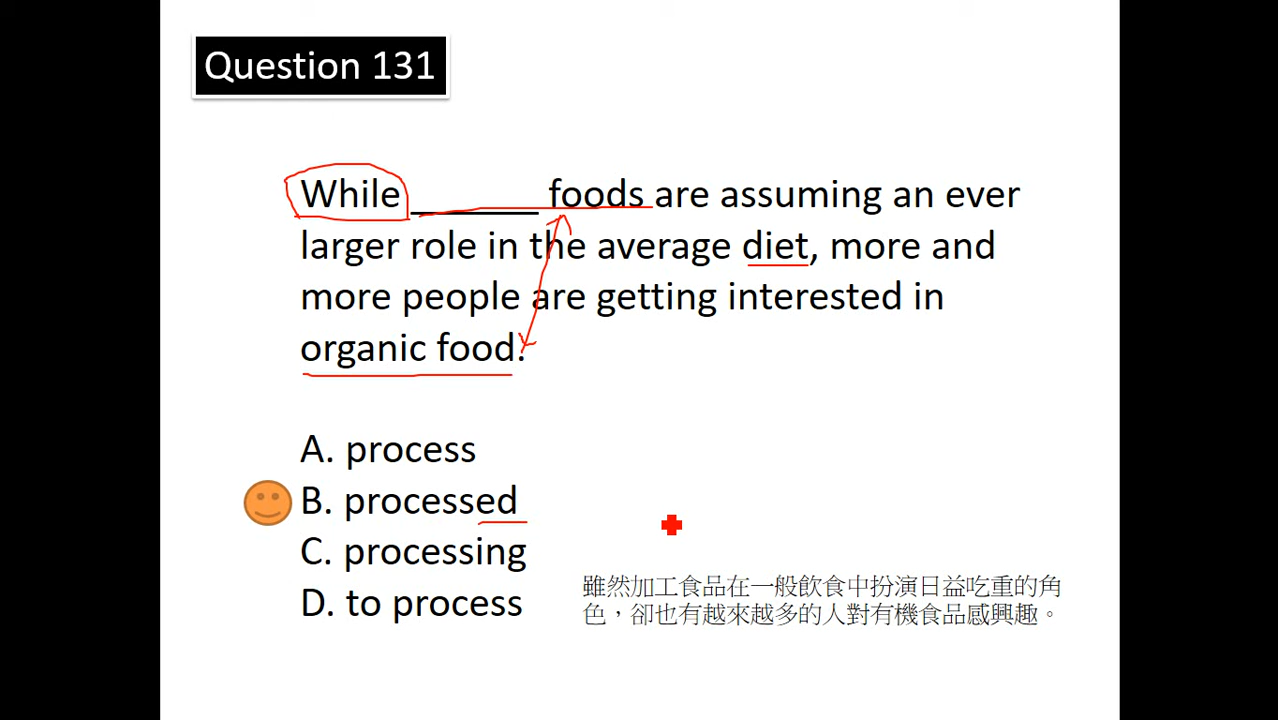 Question 131
While ________ foods are assuming an ever
larger role in the average diet, more and
more people are getting interested in
organic food.
A. process
B. processed
C. processing
D. to process
雖然加工食品在一般飲食中扮演日益吃重的角
色，卻也有越來越多的人對有機食品感興趣。